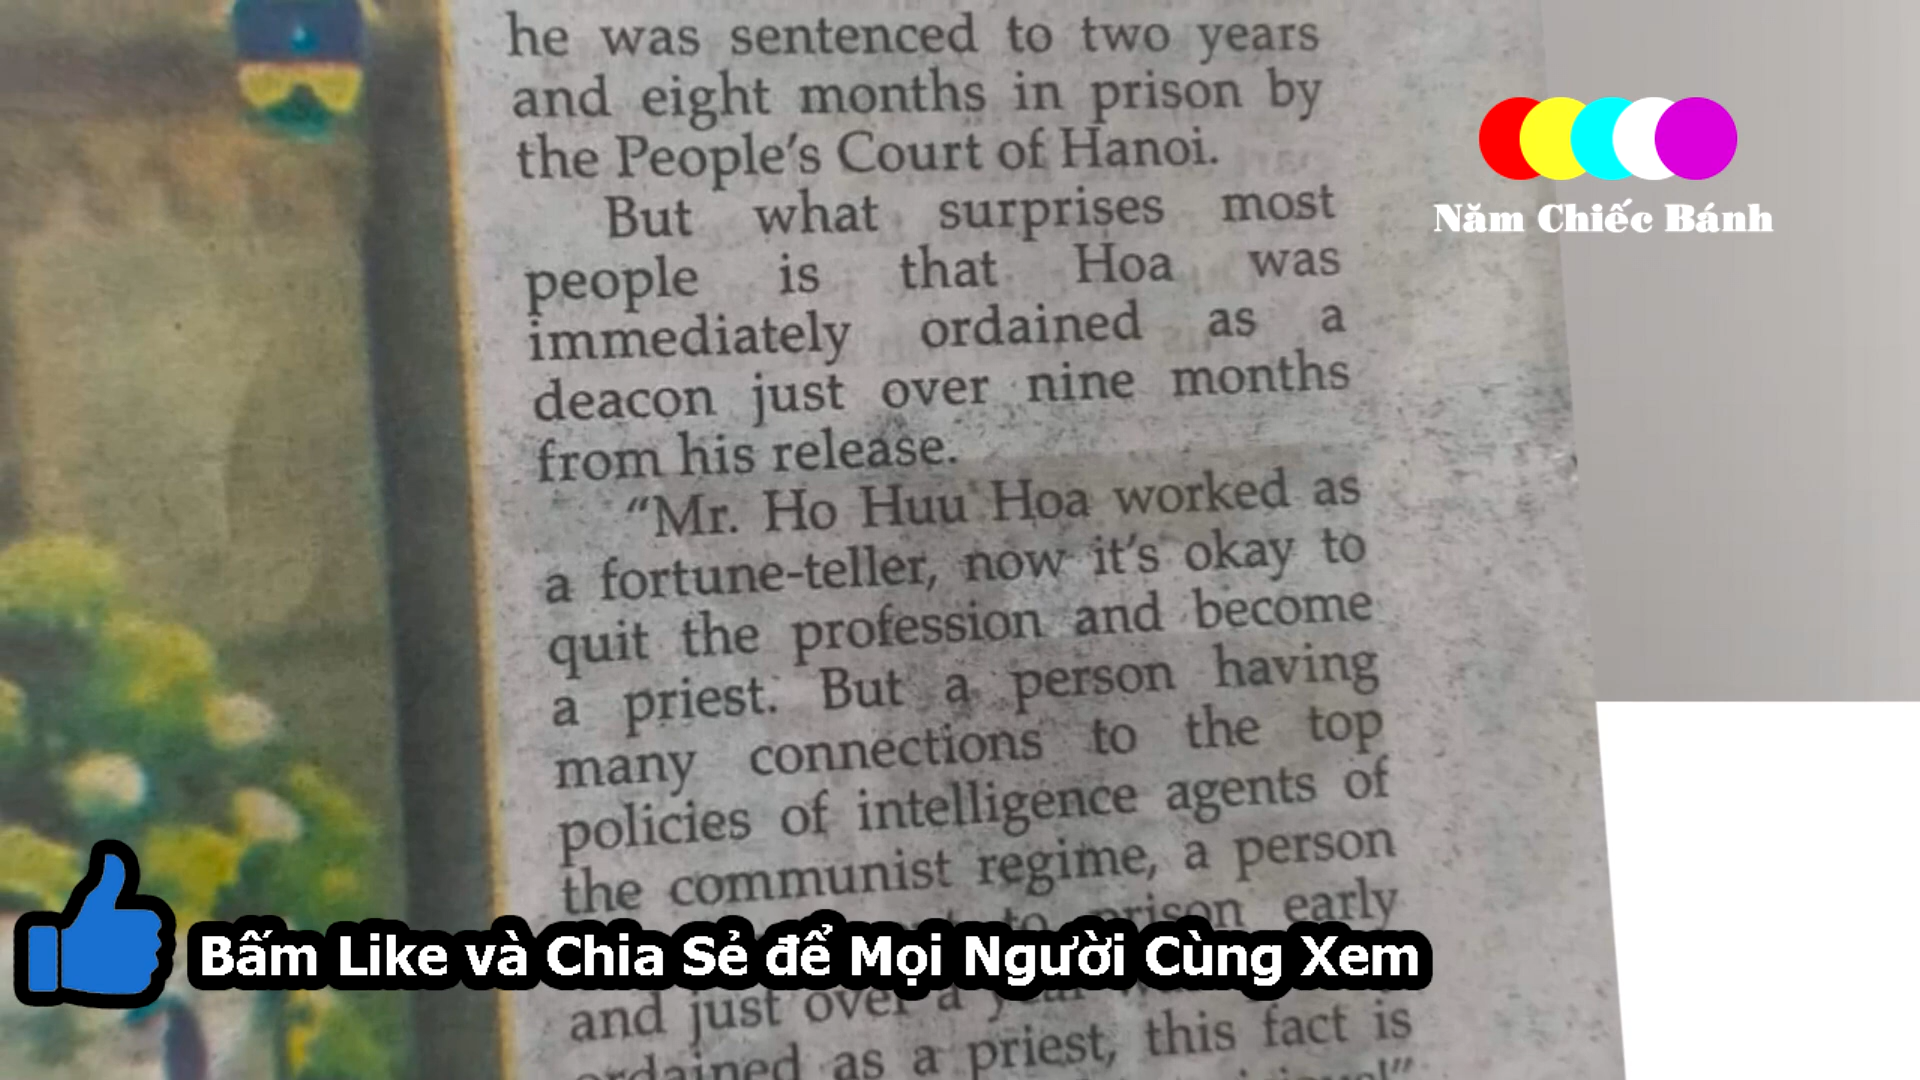 he was sentenced to two years
and eight months in prison by
the People's Court of Hanoi.
But what surprises most
people is that Hoa was
immediately ordained as a
deacon just over nine months
from his release.
"Mr. Ho Huu Hoa worked as
a fortune-teller, now it's okay to
quit the profession and become
a priest. But a person having
many connections to the top
policies of intelligence agents of
the communist regime, a person
to prison early
and just over a year
ordained as a priest, this fact is
Năm Chiếc Bánh
Bấm Like và Chia Sẻ để Mọi Người Cùng Xem